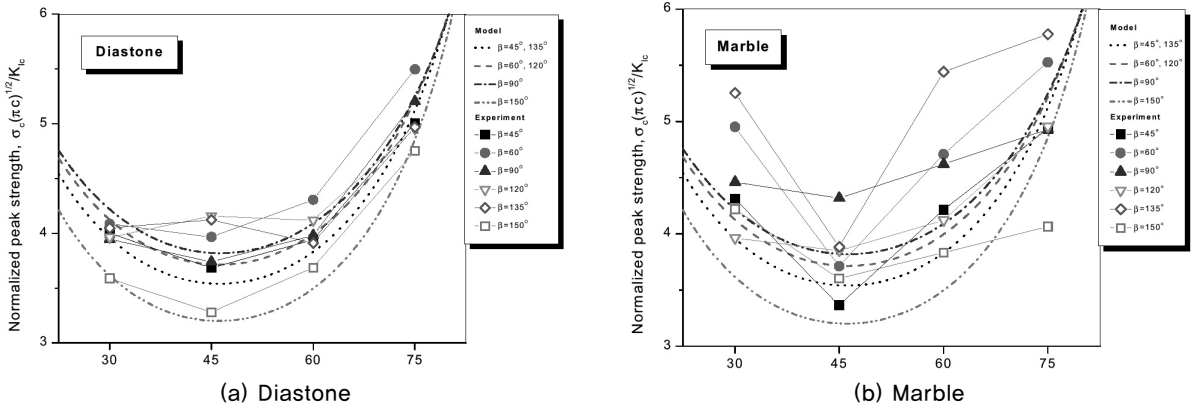 Diastone
Normalized peak strength, σc(πc)^1/2/KIc
6
5
4
3
30
45
60
75
Model
β=45°, 135°
β=60°, 120°
β=90°
β=150°
Experiment
β=45°
β=60°
β=90°
β=120°
β=135°
β=150°
(a) Diastone
Marble
Normalized peak strength, σc(πc)^1/2/KIc
6
5
4
3
30
45
60
75
Model
β=45°, 135°
β=60°, 120°
β=90°
β=150°
Experiment
β=45°
β=60°
β=90°
β=120°
β=135°
β=150°
(b) Marble